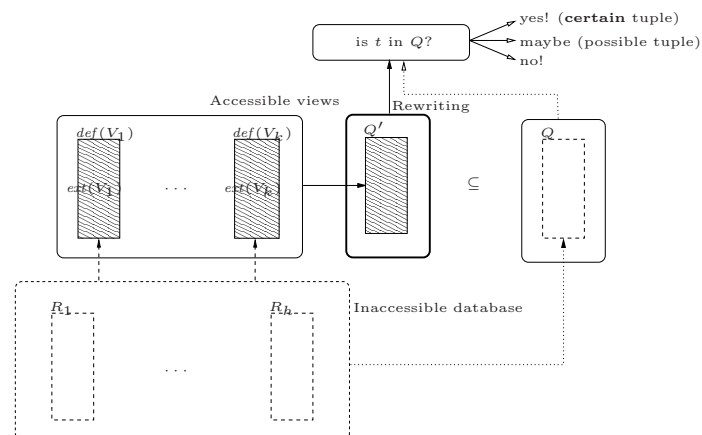 yes! (certain tuple)
is t in Q?
maybe (possible tuple)
no!
Accessible views
Rewriting
def(V1)
def(Vk)
Q′
Q
ext(V1)
. . .
ext(Vk)
⊆
R1
Rh
Inaccessible database
. . .